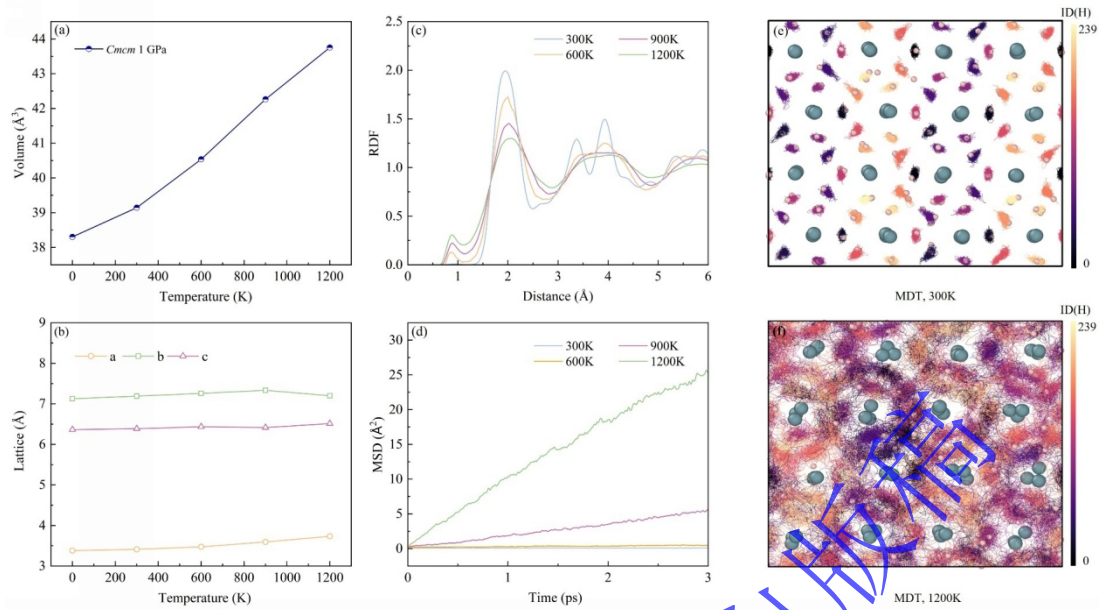 (a)
Cmcm 1 GPa
44
43
42
41
40
39
38
Volume (Å³)
0 200 400 600 800 1000 1200
Temperature (K)
(c)
300K 900K
600K 1200K
2.5
2.0
1.5
1.0
0.5
0.0
RDF
0 1 2 3 4 5 6
Distance (Å)
(e)
ID(H)
239
0
MDT, 300K
(b)
a b c
9
8
7
6
5
4
3
Lattice (Å)
0 200 400 600 800 1000 1200
Temperature (K)
(d)
300K 900K
600K 1200K
30
25
20
15
10
5
0
MSD (Å²)
0 1 2 3
Time (ps)
(f)
ID(H)
239
0
MDT, 1200K
版稿